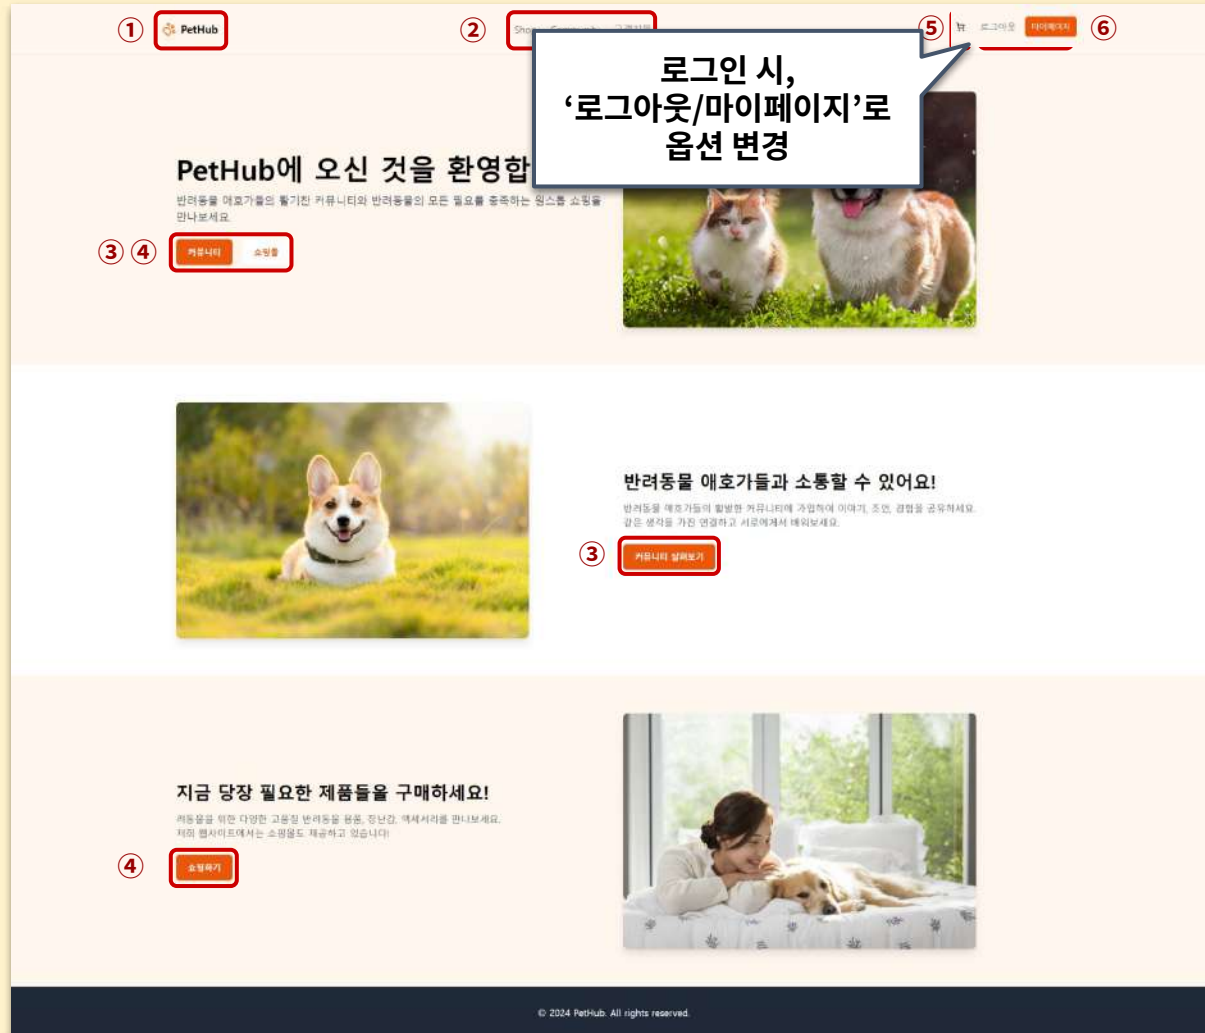 ① PetHub
②
⑤ 로그아웃 마이페이지 ⑥
로그인 시,
‘로그아웃/마이페이지’로
옵션 변경
PetHub에 오신 것을 환영합
반려동물 애호가들의 활기찬 커뮤니티와 반려동물의 모든 필요를 충족하는 원스톱 쇼핑을
만나보세요.
③ ④ 커뮤니티 쇼핑몰
반려동물 애호가들과 소통할 수 있어요!
반려동물 애호가들의 활발한 커뮤니티에 가입하여 이야기, 조언, 경험을 공유하세요.
같은 생각을 가진 연결하고 서로에게서 배워보세요.
③ 커뮤니티 살펴보기
지금 당장 필요한 제품들을 구매하세요!
려동물을 위한 다양한 고품질 반려동물 용품, 장난감, 액세서리를 만나보세요.
저희 웹사이트에서는 쇼핑몰도 제공하고 있습니다!
④ 쇼핑하기
© 2024 PetHub. All rights reserved.